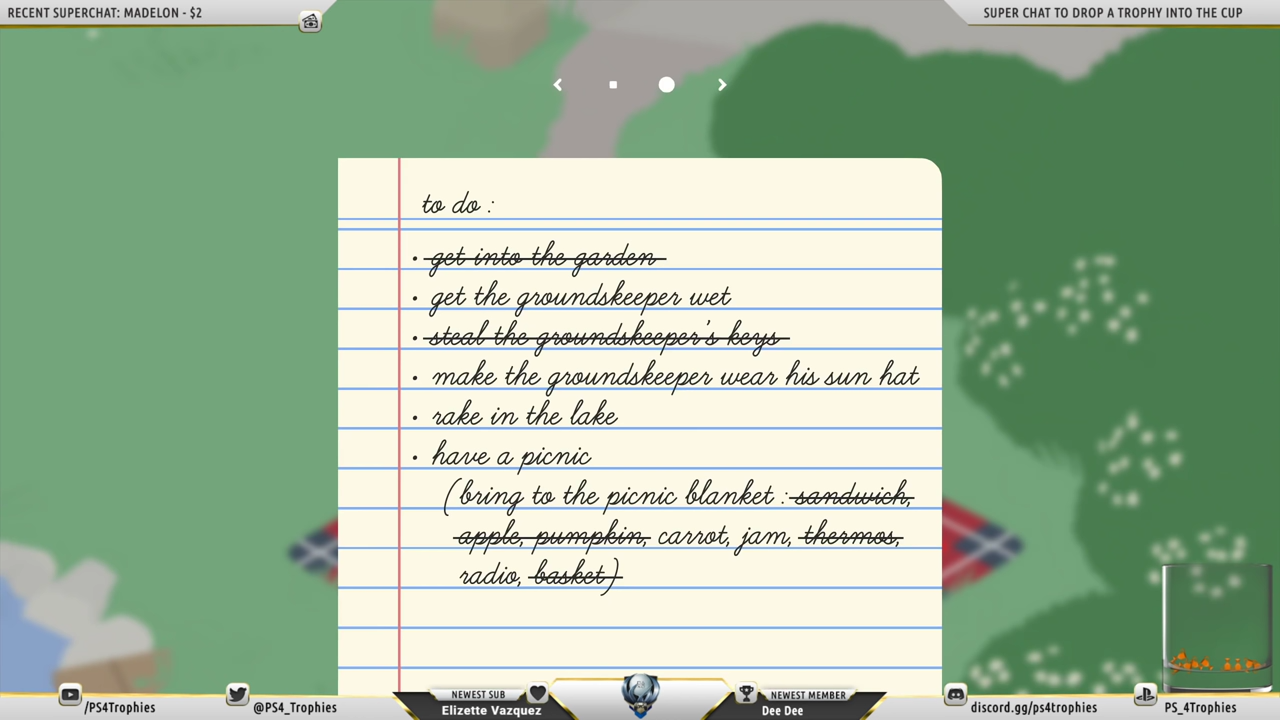 RECENT SUPERCHAT: MADELON - $2
SUPER CHAT TO DROP A TROPHY INTO THE CUP
to do :
• get into the garden
• get the groundskeeper wet
• steal the groundskeeper's keys
• make the groundskeeper wear his sun hat
• rake in the lake
• have a picnic
(bring to the picnic blanket : sandwich,
apple, pumpkin, carrot, jam, thermos,
radio, basket)
/PS4Trophies
@PS4_Trophies
NEWEST SUB
Elizette Vazquez
NEWEST MEMBER
Dee Dee
discord.gg/ps4trophies
PS_4Trophies